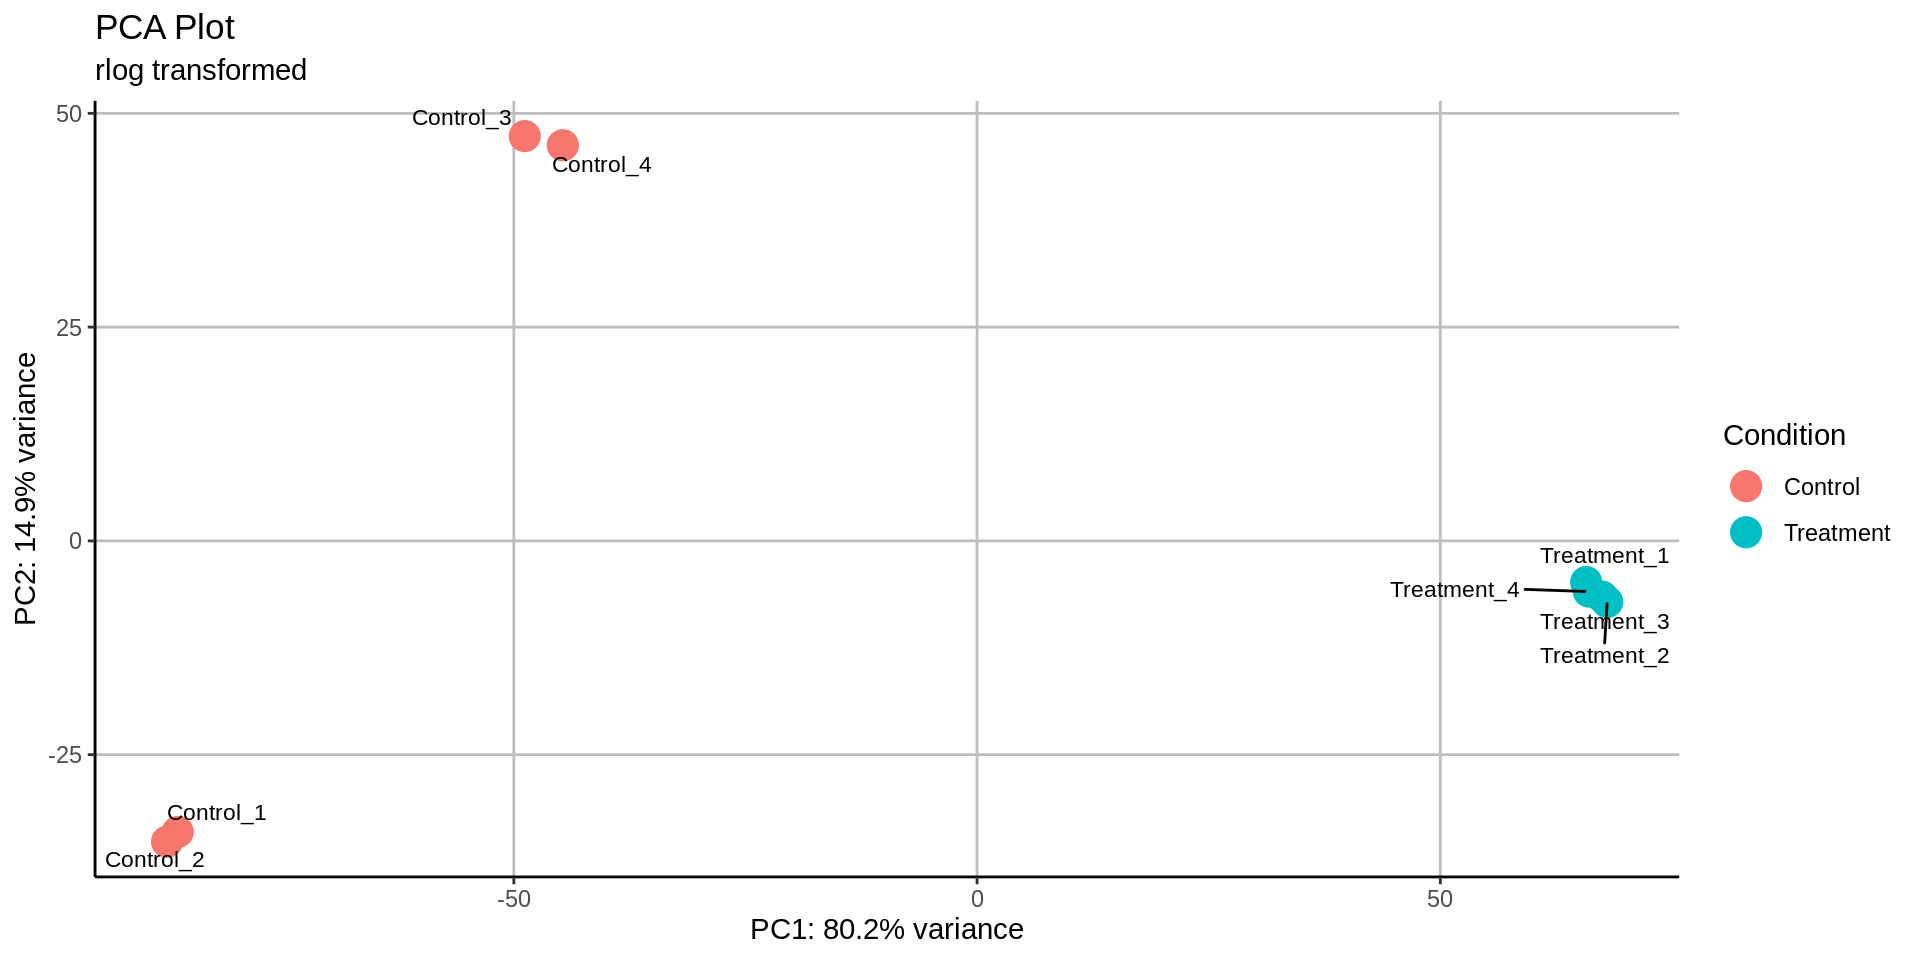 PCA Plot
rlog transformed
PC2: 14.9% variance
50
25
0
-25
Control_3
Control_4
Treatment_1
Treatment_4
Treatment_3
Treatment_2
Control_1
Control_2
-50
0
50
PC1: 80.2% variance
Condition
Control
Treatment